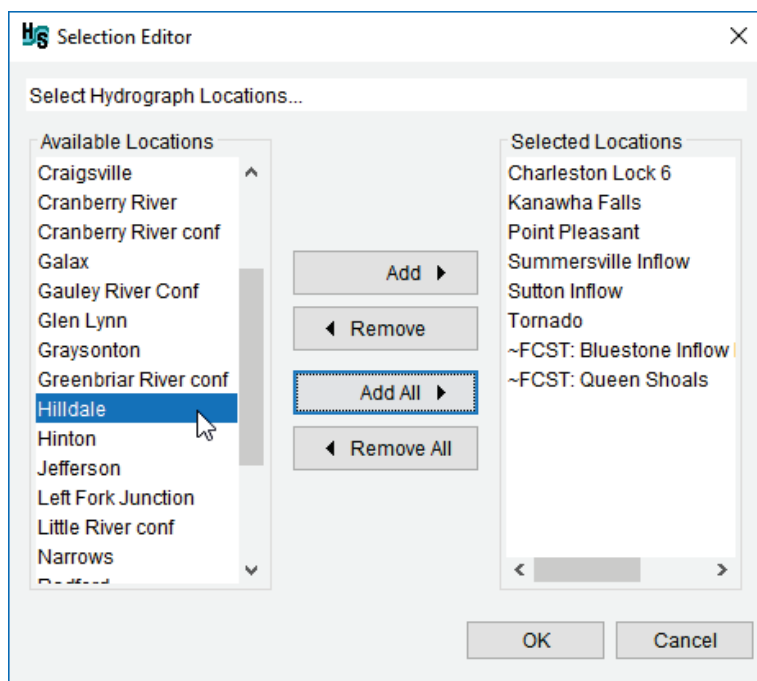 HS Selection Editor
Select Hydrograph Locations...
Available Locations
Craigsville
Cranberry River
Cranberry River conf
Galax
Gauley River Conf
Glen Lynn
Graysonton
Greenbriar River conf
Hilldale
Hinton
Jefferson
Left Fork Junction
Little River conf
Narrows
Add
Remove
Add All
Remove All
Selected Locations
Charleston Lock 6
Kanawha Falls
Point Pleasant
Summersville Inflow
Sutton Inflow
Tornado
~FCST: Bluestone Inflow
~FCST: Queen Shoals
OK
Cancel